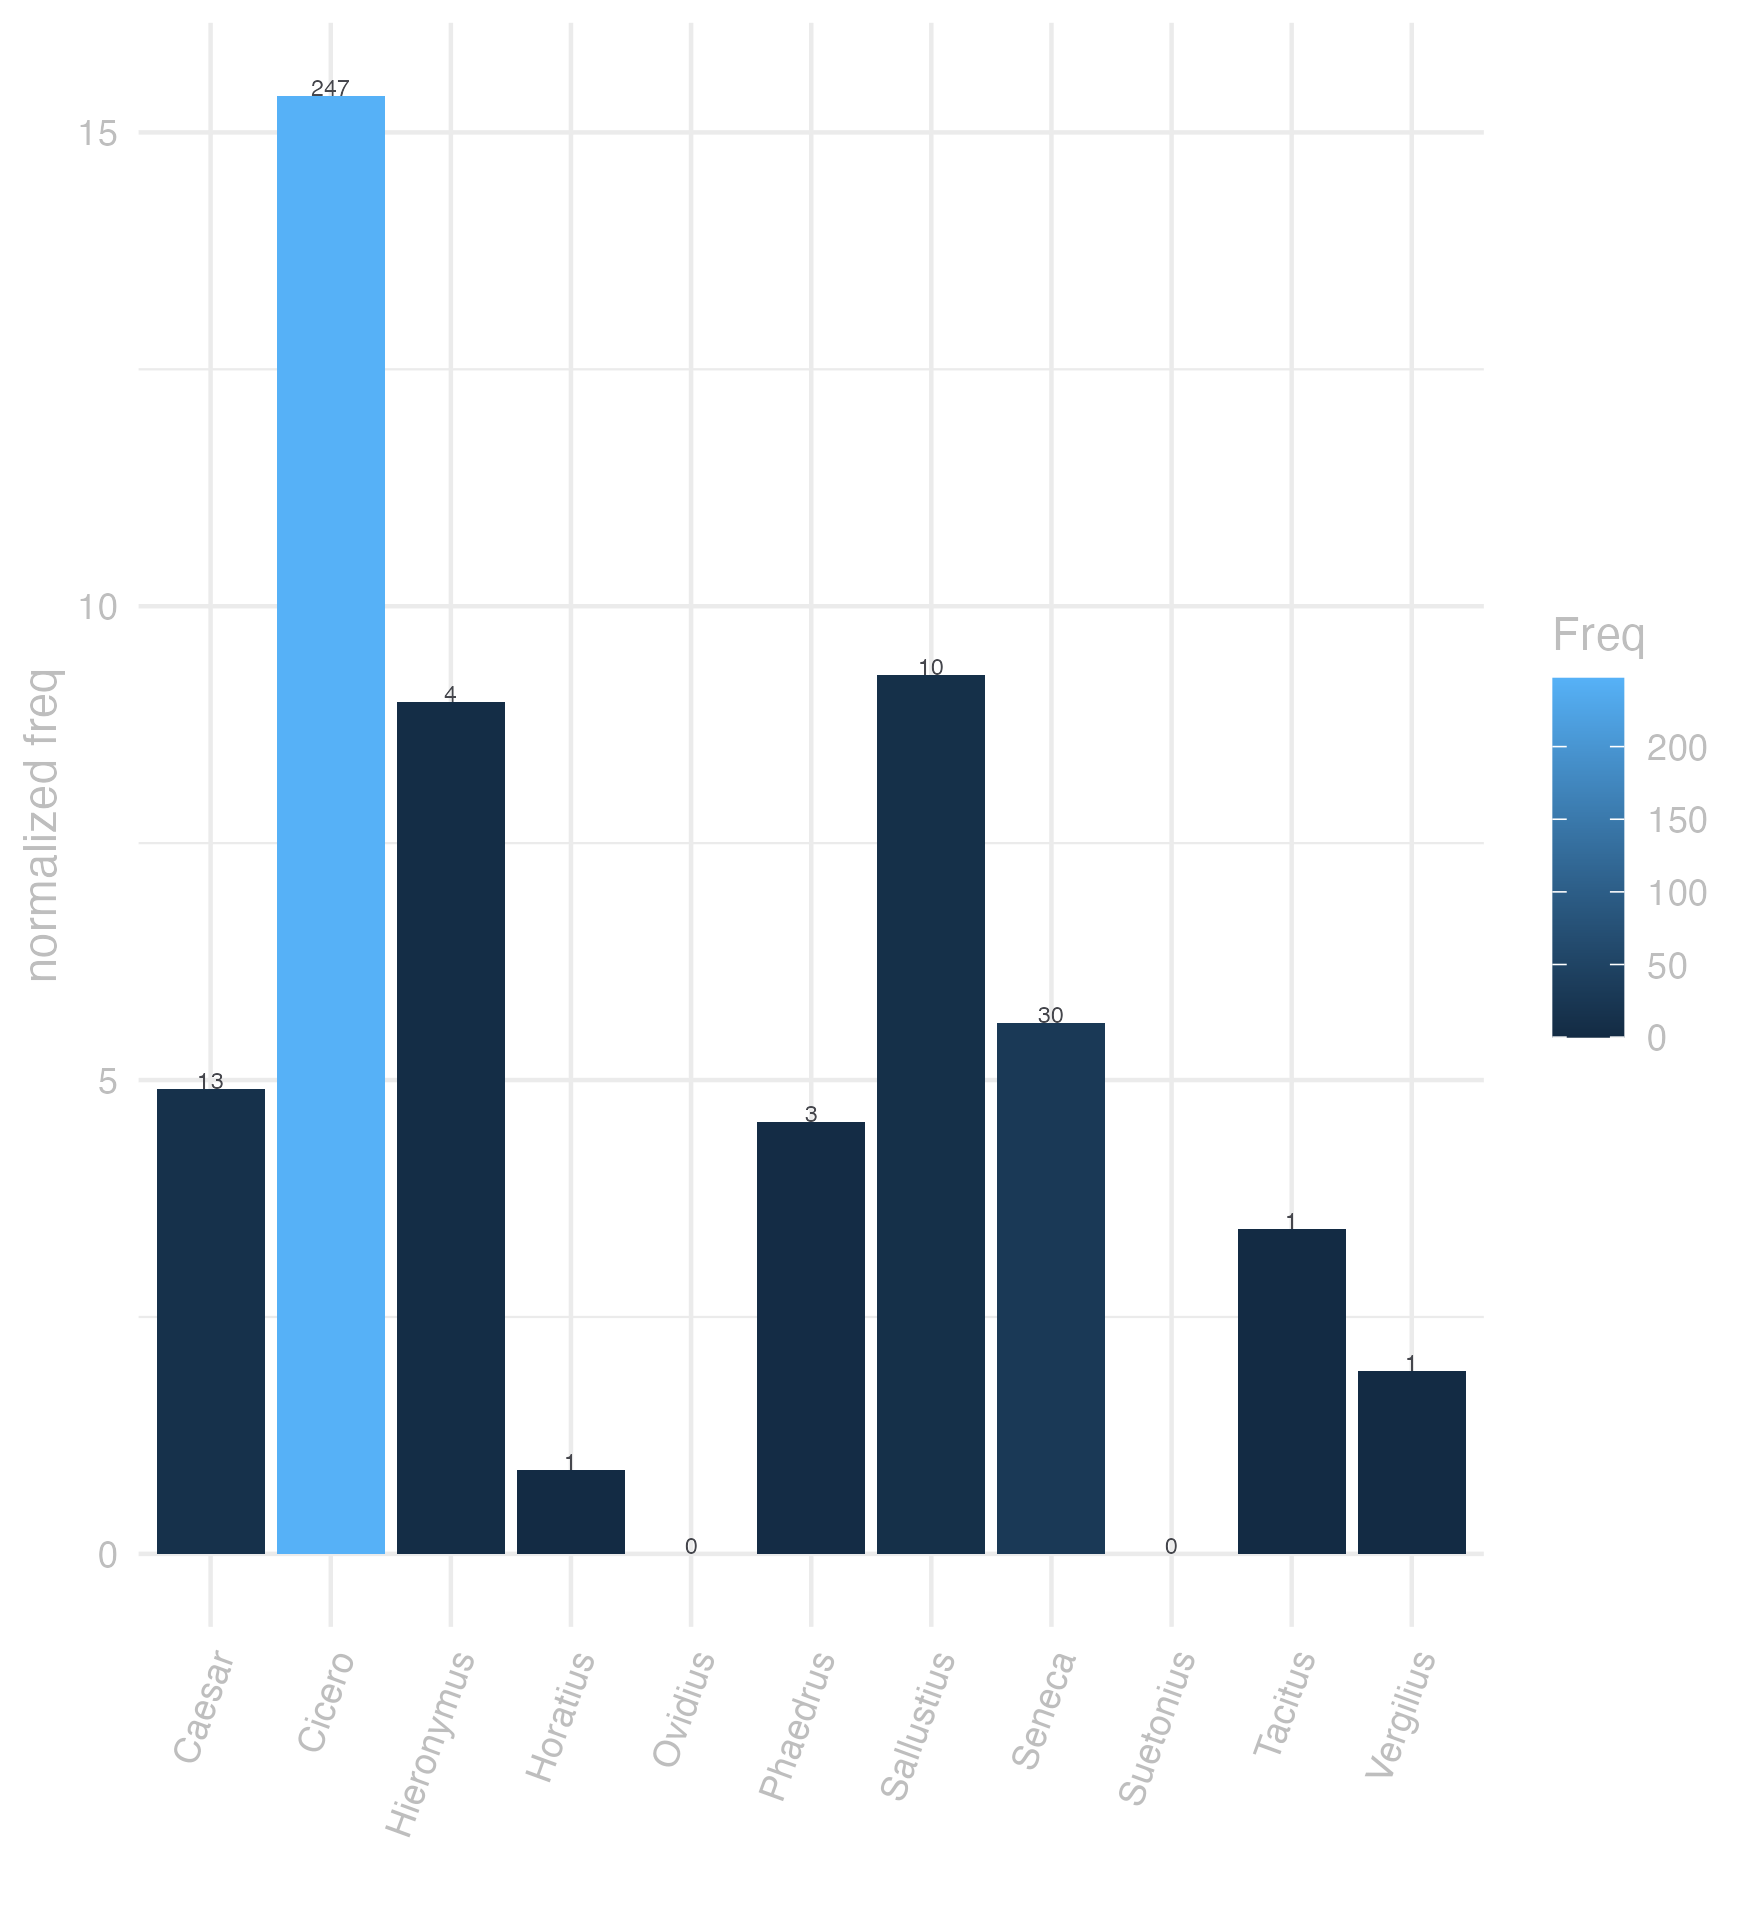 247
15
10
10
4
Freq
200
150
100
50
0
normalized freq
30
13
5
3
1
1
1
0
0
0
Caesar
Cicero
Hieronymus
Horatius
Ovidius
Phaedrus
Sallustius
Seneca
Suetonius
Tacitus
Vergilius